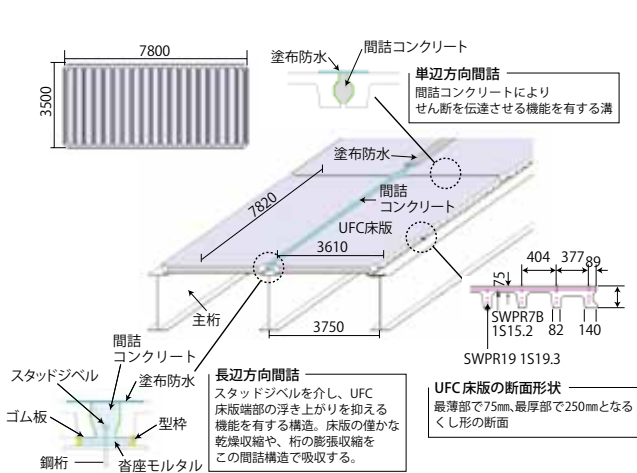 7800
3500
塗布防水
間詰コンクリート
単辺方向間詰
間詰コンクリートにより
せん断を伝達させる機能を有する溝
塗布防水
間詰
コンクリート
7820
UFC床版
3610
主桁
3750
404
377
89
75
SWPR7B
1S15.2
82
140
SWPR19 1S19.3
間詰
コンクリート
スタッドジベル
塗布防水
ゴム板
型枠
鋼桁
沓座モルタル
長辺方向間詰
スタッドジベルを介し、UFC
床版端部の浮き上がりを抑える
機能を有する構造。床版の僅かな
乾燥収縮や、桁の膨張収縮を
この間詰構造で吸収する。
UFC床版の断面形状
最薄部で75㎜、最厚部で250㎜となる
くし形の断面